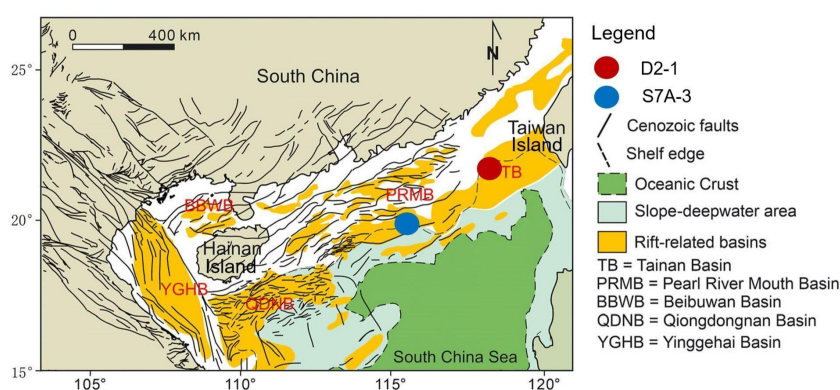 0 400 km
N
25°
South China
Taiwan
Island
TB
BBWB
PRMB
20°
Hainan
Island
YGHB
QDNB
South China Sea
15°
105°
110°
115°
120°
Legend
D2-1
S7A-3
Cenozoic faults
Shelf edge
Oceanic Crust
Slope-deepwater area
Rift-related basins
TB = Tainan Basin
PRMB = Pearl River Mouth Basin
BBWB = Beibuwan Basin
QDNB = Qiongdongnan Basin
YGHB = Yinggehai Basin